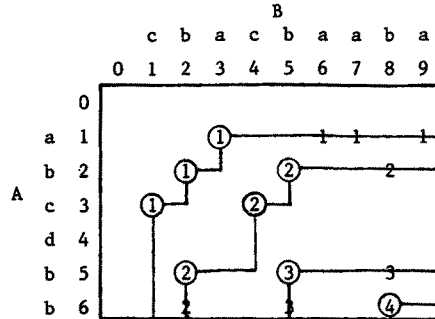 B
c b a c b a a b a
0 1 2 3 4 5 6 7 8 9
0
a 1 1 1 1 1
b 2 1 2 2
A c 3 1 2
d 4
b 5 2 3 3
b 6 2 3 4